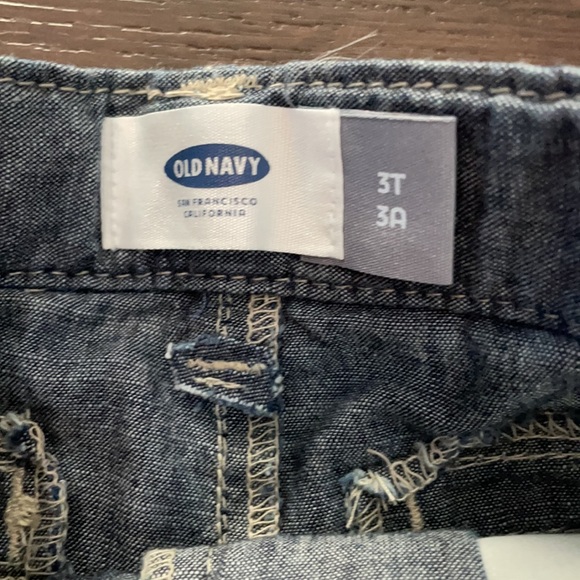 OLD NAVY
SAN FRANCISCO
CALIFORNIA
3T
3A